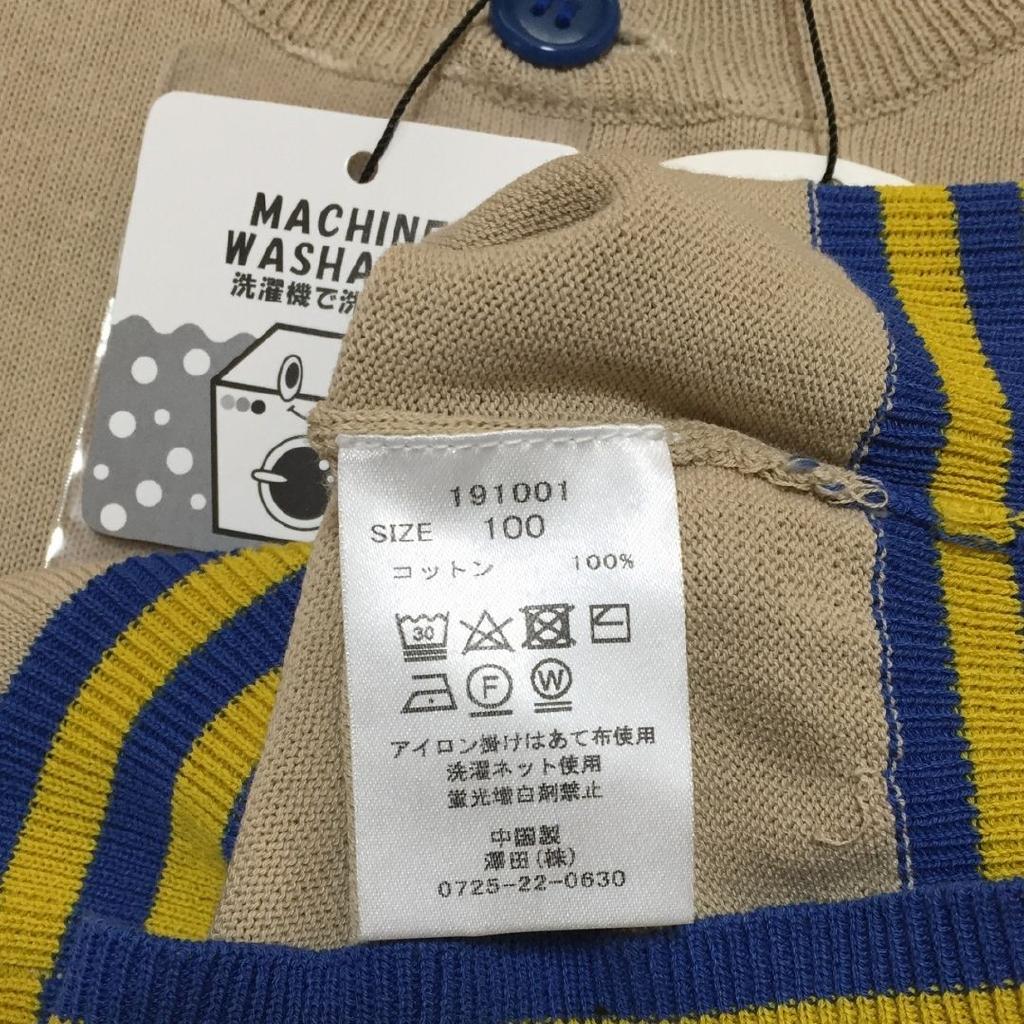 MACHINE
WASHA
洗濯機で洗
191001
SIZE 100
コットン 100%
30
F
W
アイロン掛けはあて布使用
洗濯ネット使用
蛍光増白剤禁止
中国製
澤田(株)
0725-22-0630